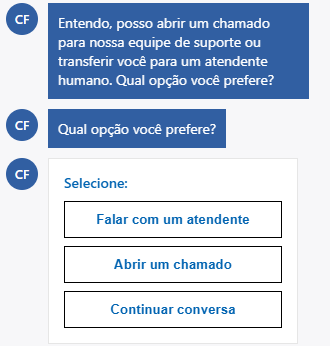 CF
Entendo, posso abrir um chamado
para nossa equipe de suporte ou
transferir você para um atendente
humano. Qual opção você prefere?
CF
Qual opção você prefere?
CF
Selecione:
Falar com um atendente
Abrir um chamado
Continuar conversa